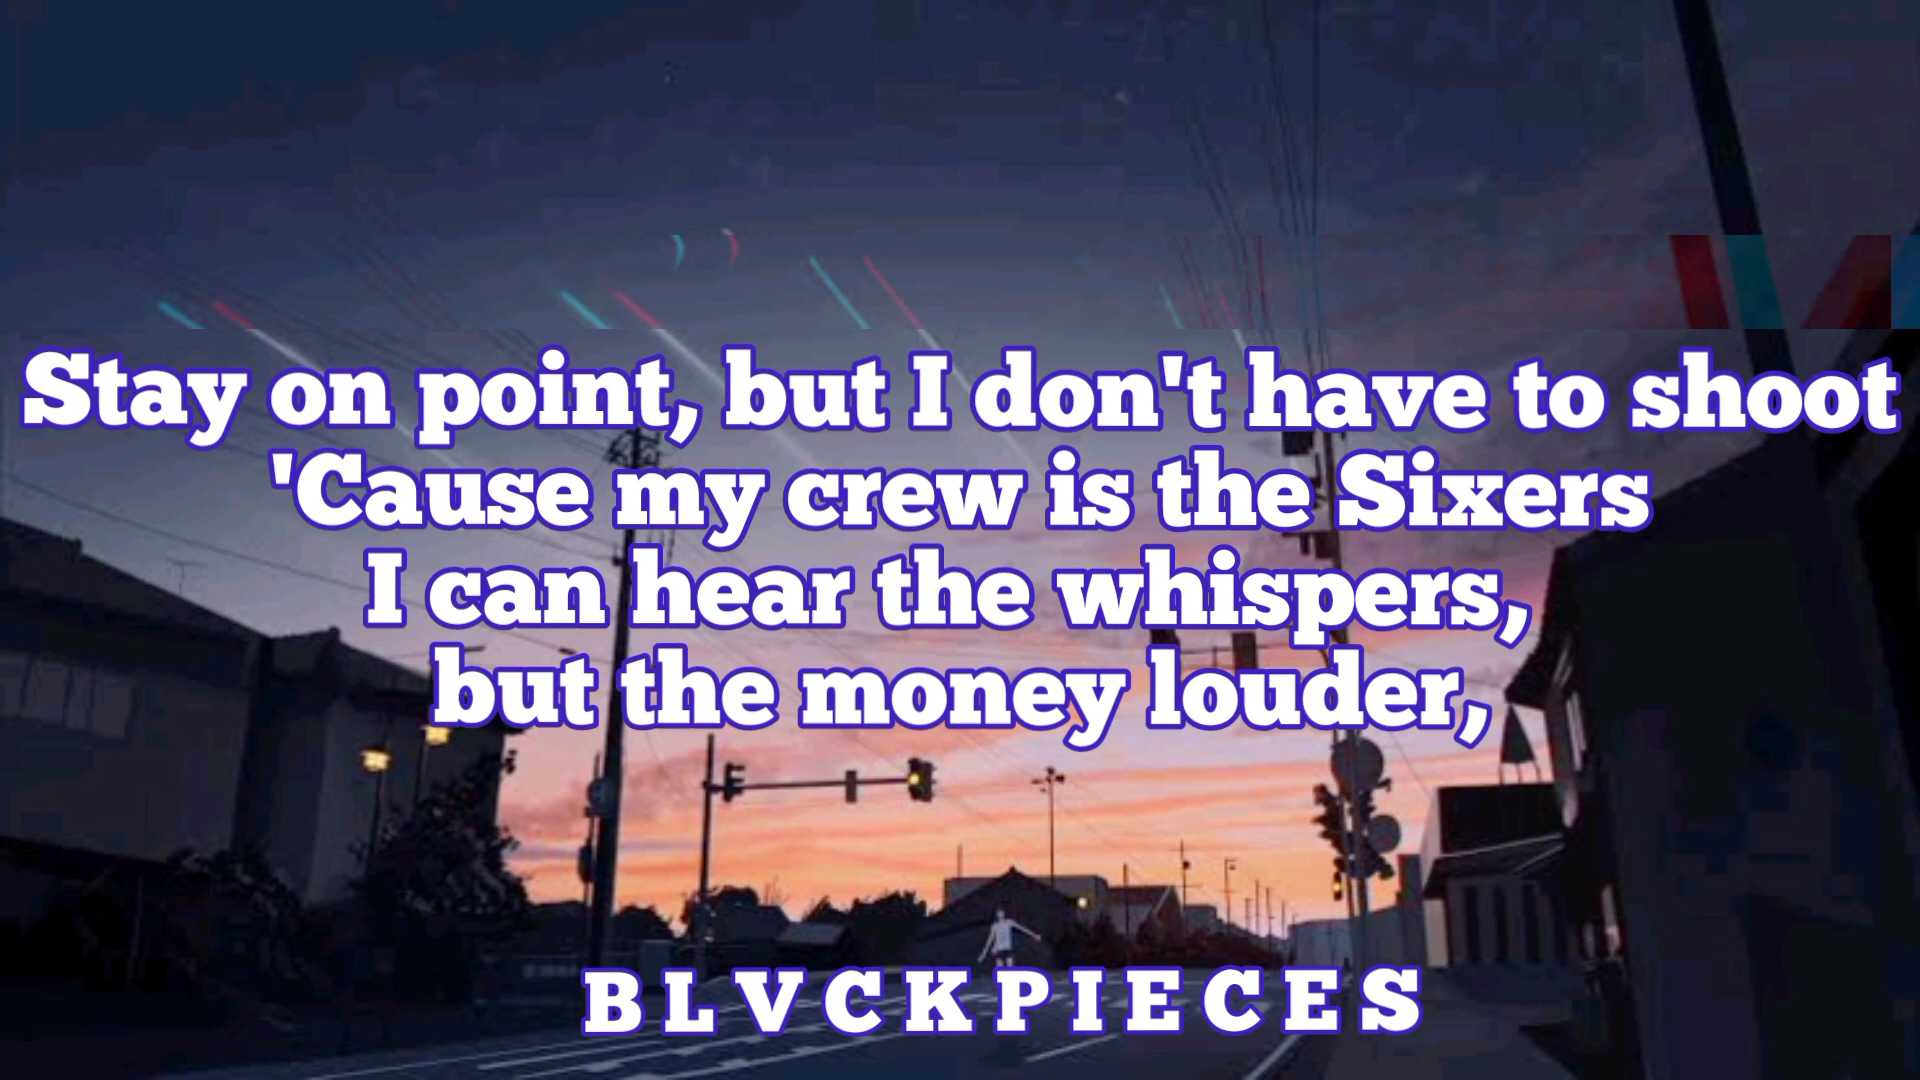 Stay on point, but I don't have to shoot
'Cause my crew is the Sixers
I can hear the whispers,
but the money louder,
BLVCKPIECES